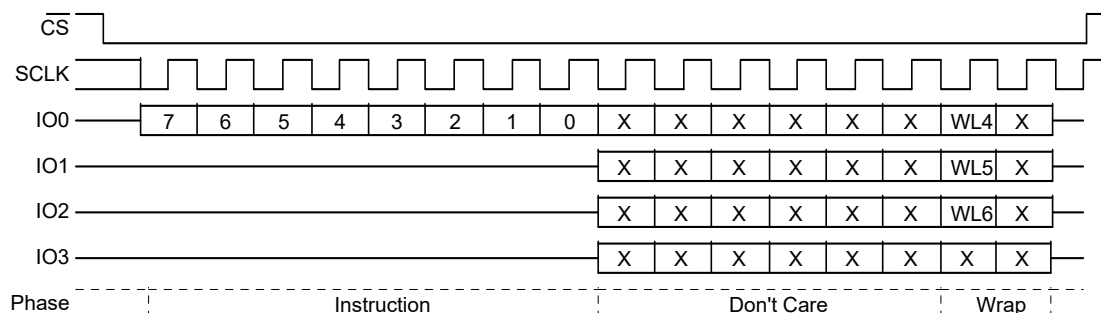 CS
SCLK
IO0 7 6 5 4 3 2 1 0 X X X X X X WL4 X
IO1 X X X X X X WL5 X
IO2 X X X X X X WL6 X
IO3 X X X X X X X X
Phase Instruction Don't Care Wrap